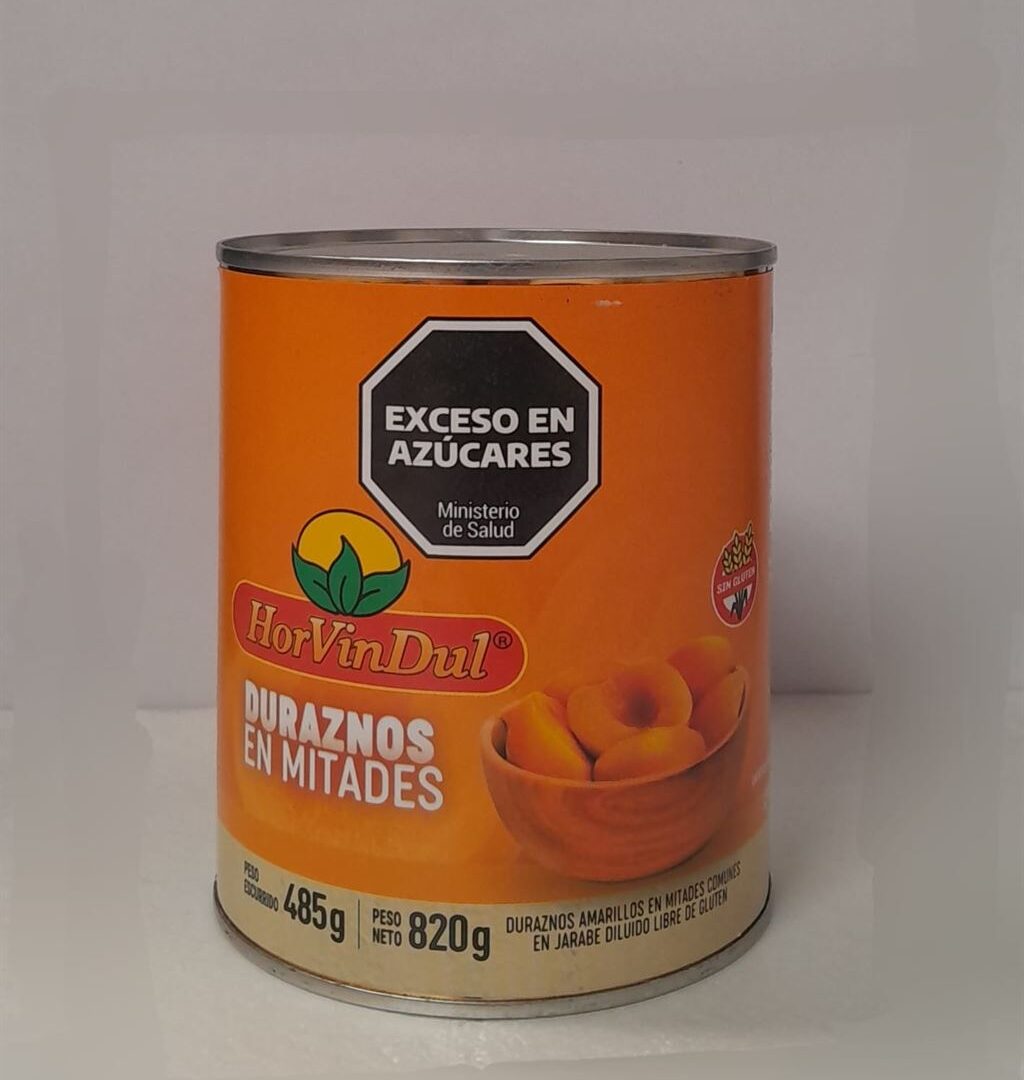 EXCESO EN
AZÚCARES
Ministerio
de Salud
SIN GLUTEN
HorVinDul®
DURAZNOS
EN MITADES
PESO
ESCURRIDO 485g
PESO
NETO 820g
DURAZNOS AMARILLOS EN MITADES COMUNES
EN JARABE DILUIDO LIBRE DE GLUTEN